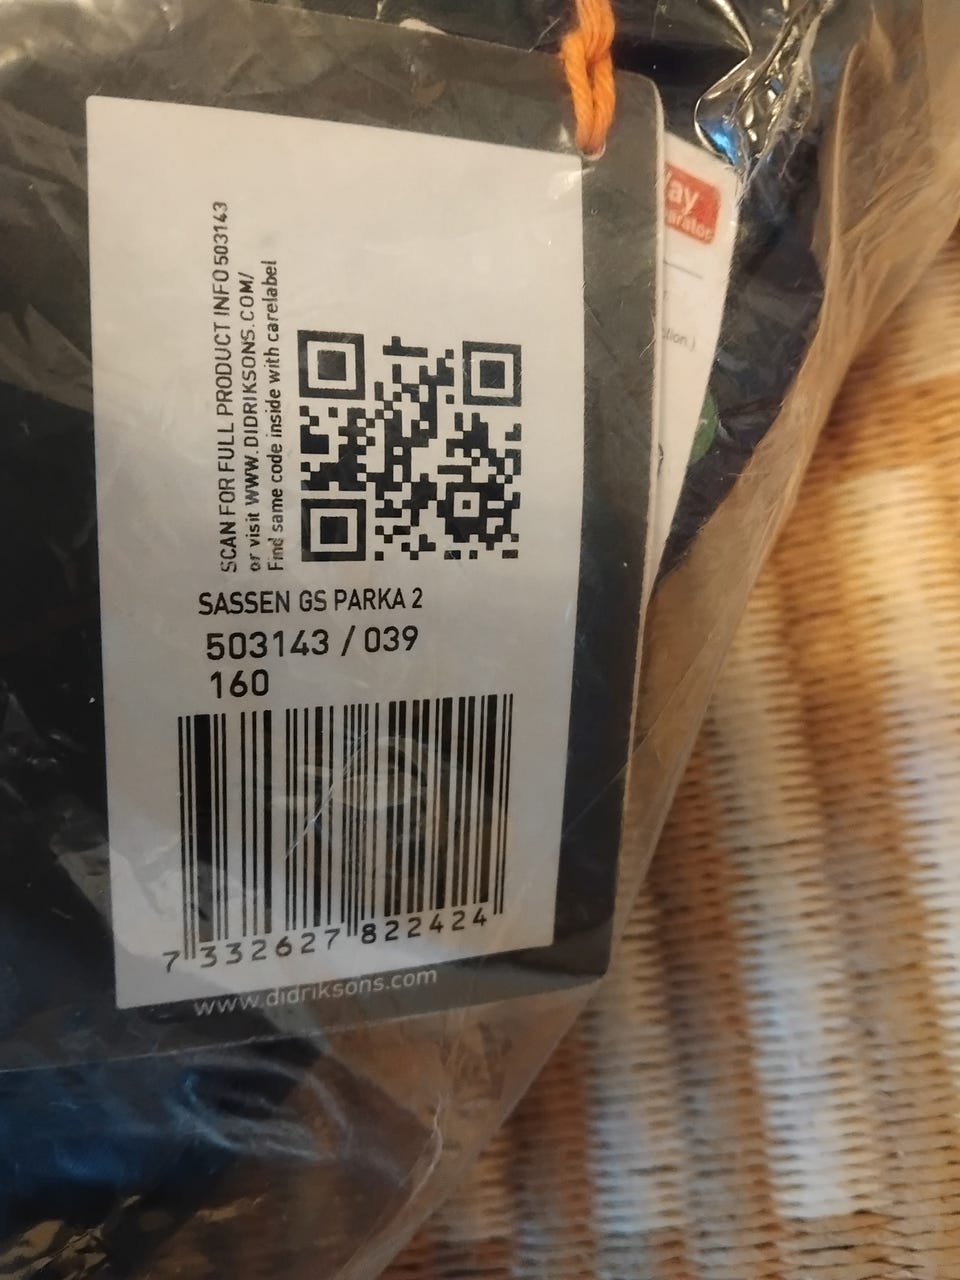 SCAN FOR FULL PRODUCT INFO 503143
or visit WWW.DIDRIKSONS.COM/
Find same code inside with carelabel
SASSEN GS PARKA 2
503143 / 039
160
7 332627 822424
www.didriksons.com